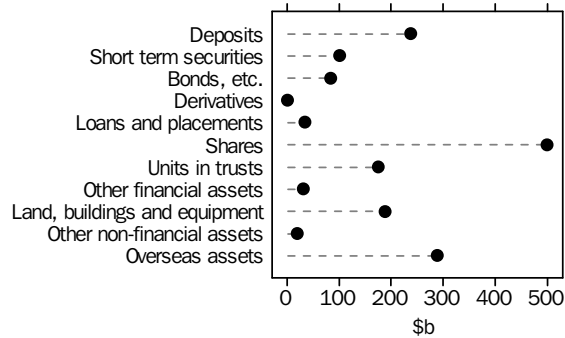 Deposits
Short term securities
Bonds, etc.
Derivatives
Loans and placements
Shares
Units in trusts
Other financial assets
Land, buildings and equipment
Other non-financial assets
Overseas assets
0 100 200 300 400 500
$b